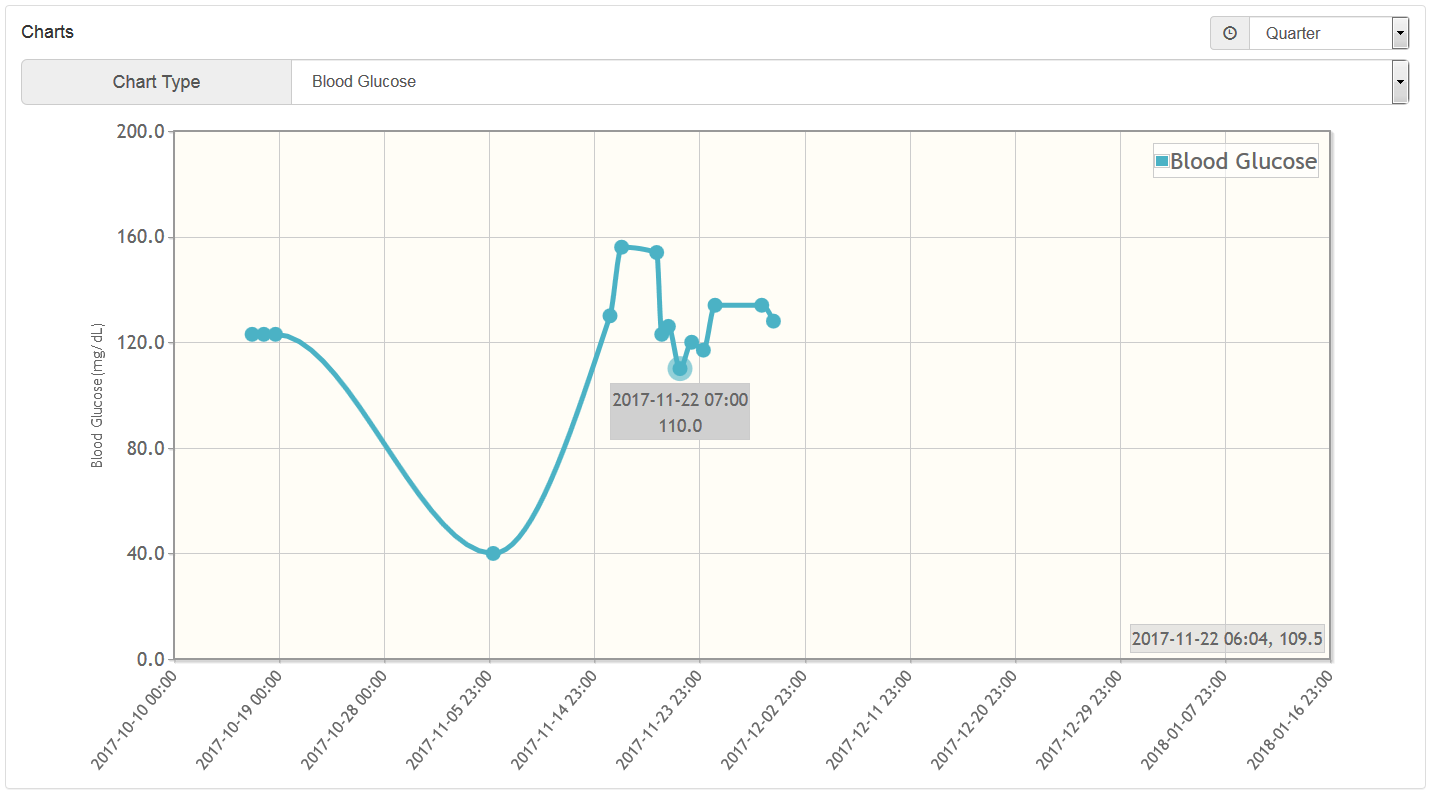 Charts
Quarter
Chart Type
Blood Glucose
200.0
160.0
120.0
80.0
40.0
0.0
Blood Glucose (mg/dL)
Blood Glucose
2017-11-22 07:00
110.0
2017-11-22 06:04, 109.5
2017-10-10 00:00
2017-10-19 00:00
2017-10-28 00:00
2017-11-05 23:00
2017-11-14 23:00
2017-11-23 23:00
2017-12-02 23:00
2017-12-11 23:00
2017-12-20 23:00
2017-12-29 23:00
2018-01-07 23:00
2018-01-16 23:00